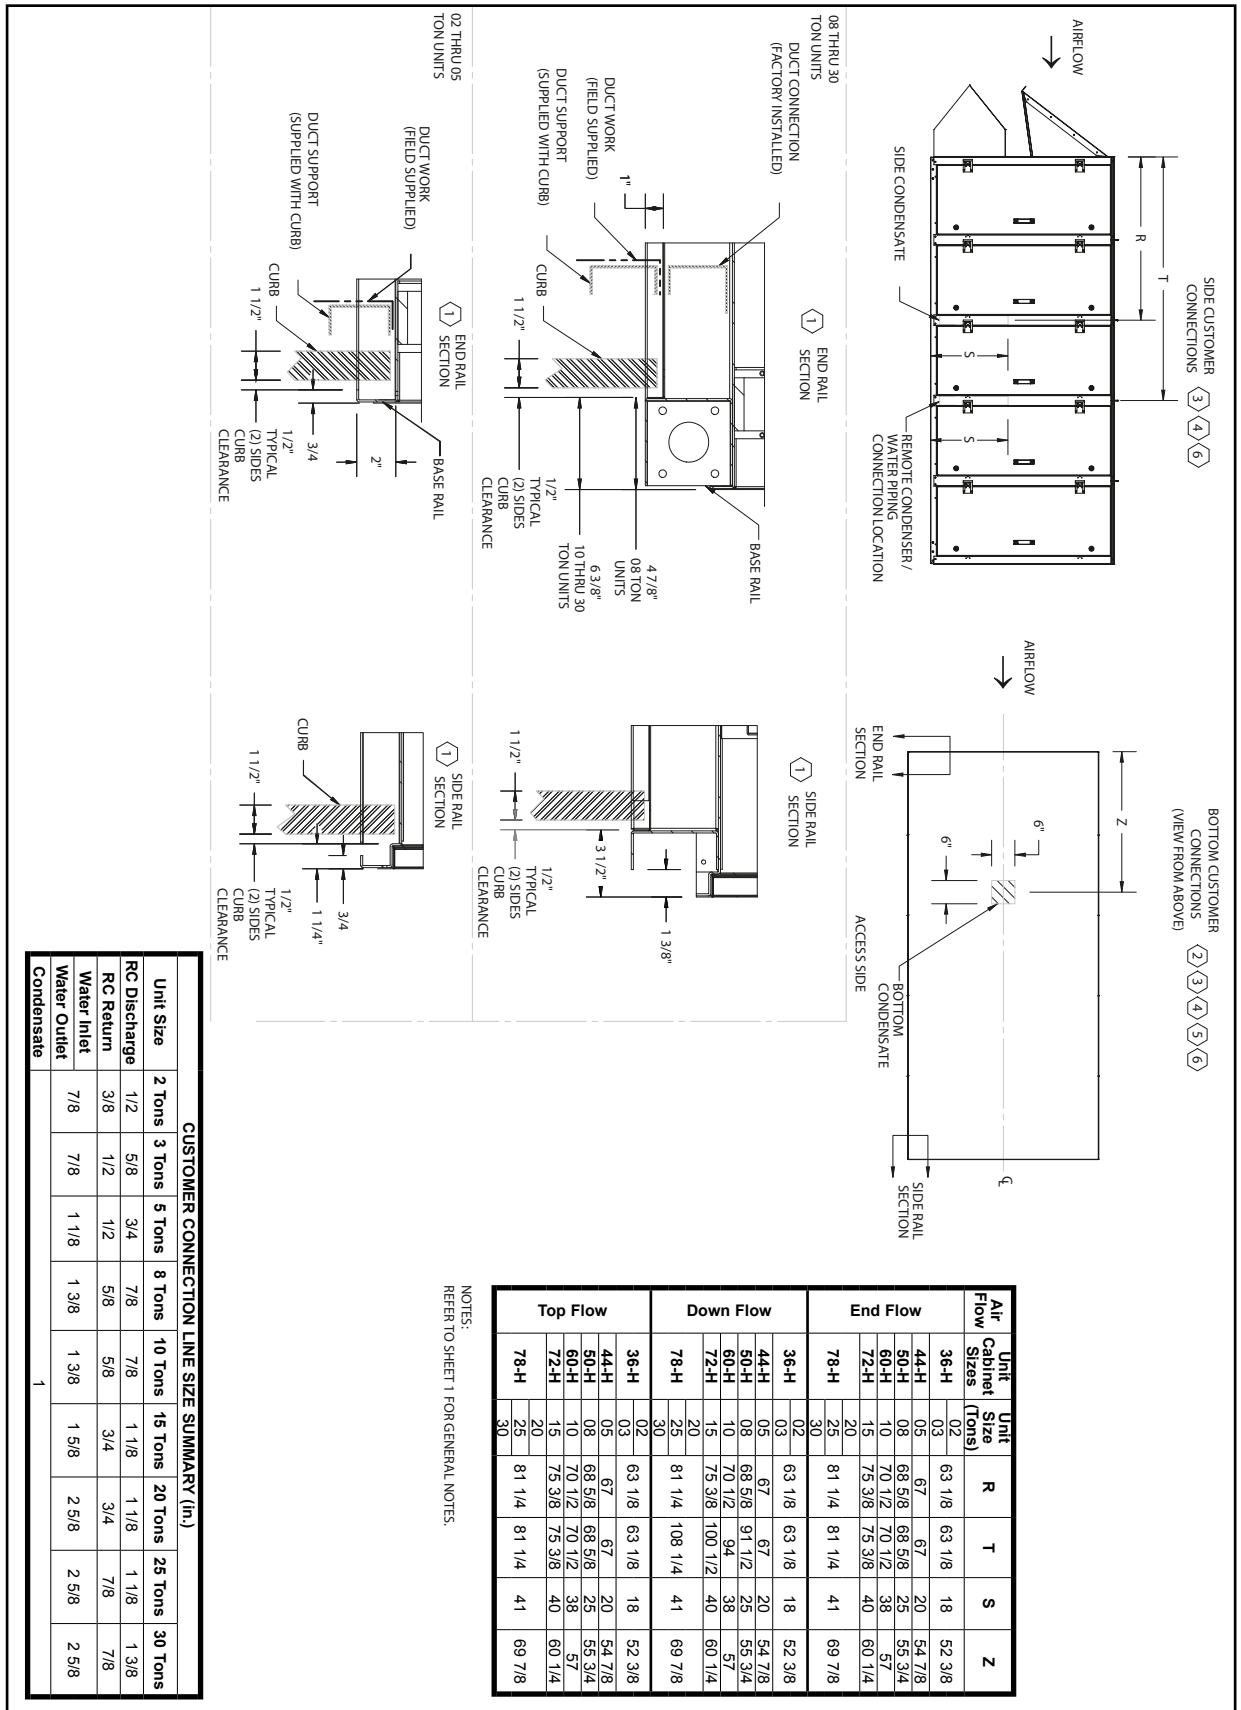 AIRFLOW
SIDE CONDENSATE
R
T
S
S
SIDE CUSTOMER
CONNECTIONS 3 4 6
REMOTE CONDENSER /
WATER PIPING
CONNECTION LOCATION
AIRFLOW
END RAIL
SECTION
Z
6"
6"
BOTTOM CUSTOMER
CONNECTIONS
(VIEW FROM ABOVE)
2 3 4 5 6
ACCESS SIDE
BOTTOM
CONDENSATE
CL
SIDE RAIL
SECTION
08 THRU 30
TON UNITS
DUCT CONNECTION
(FACTORY INSTALLED)
DUCT WORK
(FIELD SUPPLIED)
DUCT SUPPORT
(SUPPLIED WITH CURB)
1"
CURB
1 1/2"
1 END RAIL
SECTION
BASE RAIL
4 7/8"
08 TON
UNITS
6 3/8"
10 THRU 30
TON UNITS
1/2"
TYPICAL
(2) SIDES
CURB
CLEARANCE
1 SIDE RAIL
SECTION
1 1/2"
3 1/2"
1 3/8"
1/2"
TYPICAL
(2) SIDES
CURB
CLEARANCE
02 THRU 05
TON UNITS
DUCT WORK
(FIELD SUPPLIED)
DUCT SUPPORT
(SUPPLIED WITH CURB)
CURB
1 1/2"
1 END RAIL
SECTION
BASE RAIL
2"
3/4
1/2"
TYPICAL
(2) SIDES
CURB
CLEARANCE
1 SIDE RAIL
SECTION
CURB
1 1/2"
3/4
1 1/4"
1/2"
TYPICAL
(2) SIDES
CURB
CLEARANCE
Air Flow Unit Cabinet Sizes Unit Size (Tons) R T S Z
End Flow
36-H 02 03 63 1/8 63 1/8 18 52 3/8
44-H 05 67 67 20 54 7/8
50-H 08 68 5/8 68 5/8 25 55 3/4
60-H 10 70 1/2 70 1/2 38 57
72-H 15 75 3/8 75 3/8 40 60 1/4
78-H 20 25 30 81 1/4 81 1/4 41 69 7/8
Down Flow
36-H 02 03 63 1/8 63 1/8 18 52 3/8
44-H 05 67 67 20 54 7/8
50-H 08 68 5/8 91 1/2 25 55 3/4
60-H 10 70 1/2 94 38 57
72-H 15 75 3/8 100 1/2 40 60 1/4
78-H 20 25 30 81 1/4 108 1/4 41 69 7/8
Top Flow
36-H 02 03 63 1/8 63 1/8 18 52 3/8
44-H 05 67 67 20 54 7/8
50-H 08 68 5/8 68 5/8 25 55 3/4
60-H 10 70 1/2 70 1/2 38 57
72-H 15 75 3/8 75 3/8 40 60 1/4
78-H 20 25 30 81 1/4 81 1/4 41 69 7/8
NOTES:
REFER TO SHEET 1 FOR GENERAL NOTES.
CUSTOMER CONNECTION LINE SIZE SUMMARY (in.)
Unit Size 2 Tons 3 Tons 5 Tons 8 Tons 10 Tons 15 Tons 20 Tons 25 Tons 30 Tons
RC Discharge 1/2 5/8 3/4 7/8 7/8 1 1/8 1 1/8 1 1/8 1 3/8
RC Return 3/8 1/2 1/2 5/8 5/8 3/4 3/4 7/8 7/8
Water Inlet
Water Outlet 7/8 7/8 1 1/8 1 3/8 1 3/8 1 5/8 2 5/8 2 5/8 2 5/8
Condensate 1